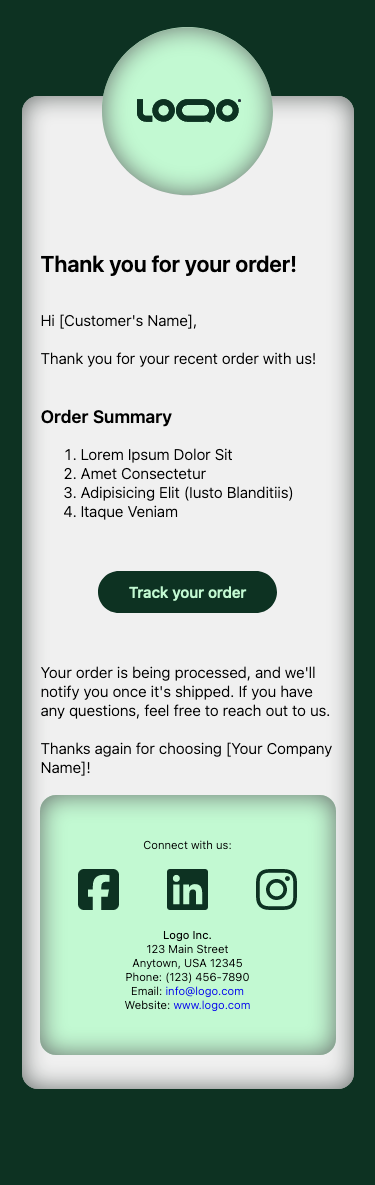 LOQO
Thank you for your order!
Hi [Customer's Name],
Thank you for your recent order with us!
Order Summary
1. Lorem Ipsum Dolor Sit
2. Amet Consectetur
3. Adipisicing Elit (Iusto Blanditiis)
4. Itaque Veniam
Track your order
Your order is being processed, and we'll
notify you once it's shipped. If you have
any questions, feel free to reach out to us.
Thanks again for choosing [Your Company
Name]!
Connect with us:
Logo Inc.
123 Main Street
Anytown, USA 12345
Phone: (123) 456-7890
Email: info@logo.com
Website: www.logo.com